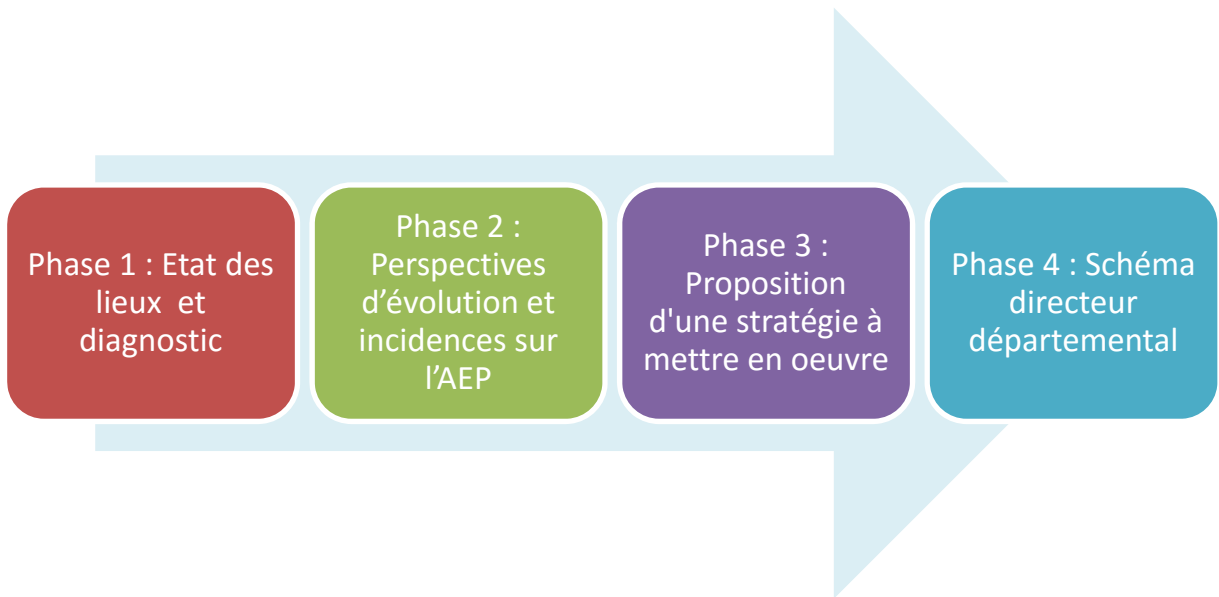 Phase 1 : Etat des
lieux et
diagnostic
Phase 2 :
Perspectives
d’évolution et
incidences sur
l’AEP
Phase 3 :
Proposition
d'une stratégie à
mettre en oeuvre
Phase 4 : Schéma
directeur
départemental